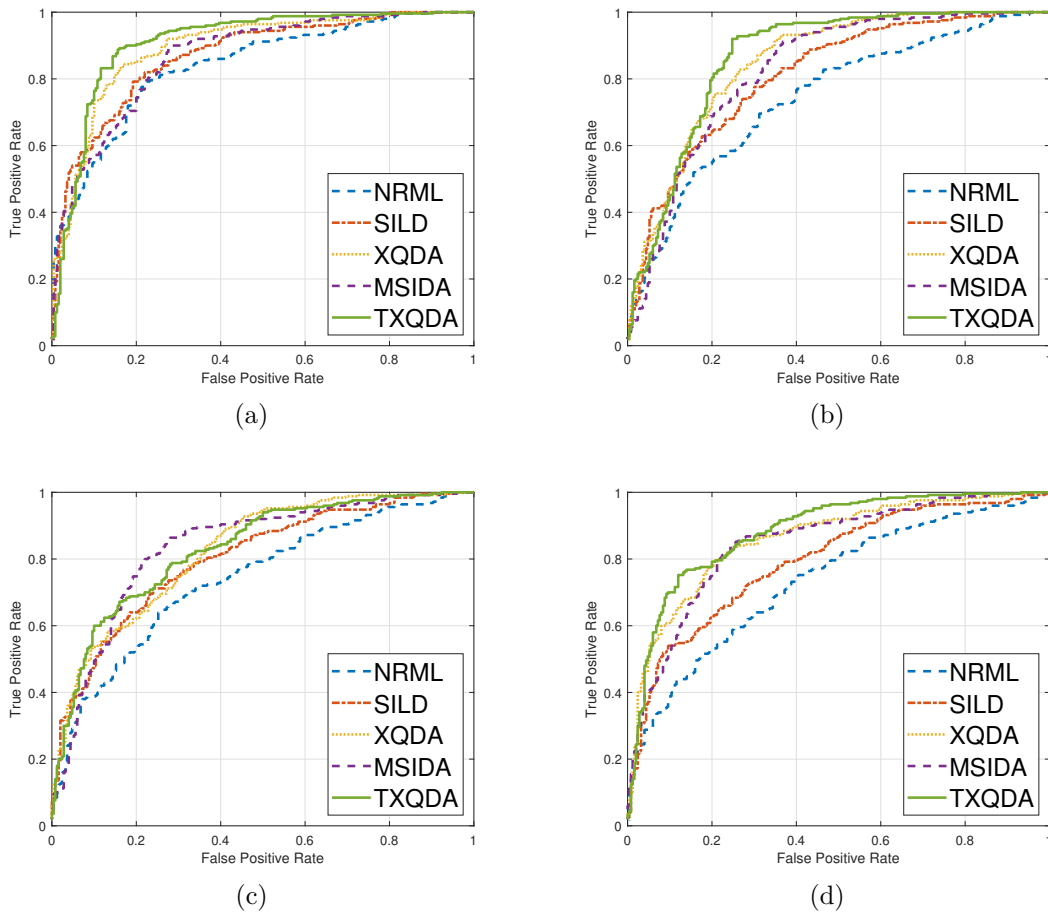 1
0.8
0.6
0.4
0.2
0
True Positive Rate
NRML
SILD
XQDA
MSIDA
TXQDA
0 0.2 0.4 0.6 0.8 1
False Positive Rate
(a)
1
0.8
0.6
0.4
0.2
0
True Positive Rate
NRML
SILD
XQDA
MSIDA
TXQDA
0 0.2 0.4 0.6 0.8 1
False Positive Rate
(b)
1
0.8
0.6
0.4
0.2
0
True Positive Rate
NRML
SILD
XQDA
MSIDA
TXQDA
0 0.2 0.4 0.6 0.8 1
False Positive Rate
(c)
1
0.8
0.6
0.4
0.2
0
True Positive Rate
NRML
SILD
XQDA
MSIDA
TXQDA
0 0.2 0.4 0.6 0.8 1
False Positive Rate
(d)